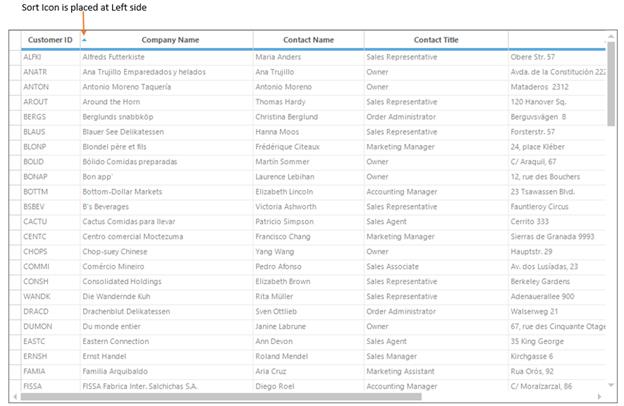 Sort Icon is placed at Left side
Customer ID Company Name Contact Name Contact Title
ALFKI Alfreds Futterkiste Maria Anders Sales Representative Obere Str. 57
ANATR Ana Trujillo Emparedados y helados Ana Trujillo Owner Avda. de la Constitución 222
ANTON Antonio Moreno Taquería Antonio Moreno Owner Mataderos 2312
AROUT Around the Horn Thomas Hardy Sales Representative 120 Hanover Sq.
BERGS Berglunds snabbköp Christina Berglund Order Administrator Berguvsvägen 8
BLAUS Blauer See Delikatessen Hanna Moos Sales Representative Forsterstr. 57
BLONP Blondel père et fils Frédérique Citeaux Marketing Manager 24, place Kléber
BOLID Bólido Comidas preparadas Martín Sommer Owner C/ Araquil, 67
BONAP Bon app' Laurence Lebihan Owner 12, rue des Bouchers
BOTTM Bottom-Dollar Markets Elizabeth Lincoln Accounting Manager 23 Tsawassen Blvd.
BSBEV B's Beverages Victoria Ashworth Sales Representative Fauntleroy Circus
CACTU Cactus Comidas para llevar Patricio Simpson Sales Agent Cerrito 333
CENTC Centro comercial Moctezuma Francisco Chang Marketing Manager Sierras de Granada 9993
CHOPS Chop-suey Chinese Yang Wang Owner Hauptstr. 29
COMMI Comércio Mineiro Pedro Afonso Sales Associate Av. dos Lusíadas, 23
CONSH Consolidated Holdings Elizabeth Brown Sales Representative Berkeley Gardens
WANDK Die Wandernde Kuh Rita Müller Sales Representative Adenauerallee 900
DRACD Drachenblut Delikatessen Sven Ottlieb Order Administrator Walserweg 21
DUMON Du monde entier Janine Labrune Owner 67, rue des Cinquante Otage
EASTC Eastern Connection Ann Devon Sales Agent 35 King George
ERNSH Ernst Handel Roland Mendel Sales Manager Kirchgasse 6
FAMIA Familia Arquibaldo Aria Cruz Marketing Assistant Rua Orós, 92
FISSA FISSA Fabrica Inter. Salchichas S.A. Diego Roel Accounting Manager C/ Moralzarzal, 86